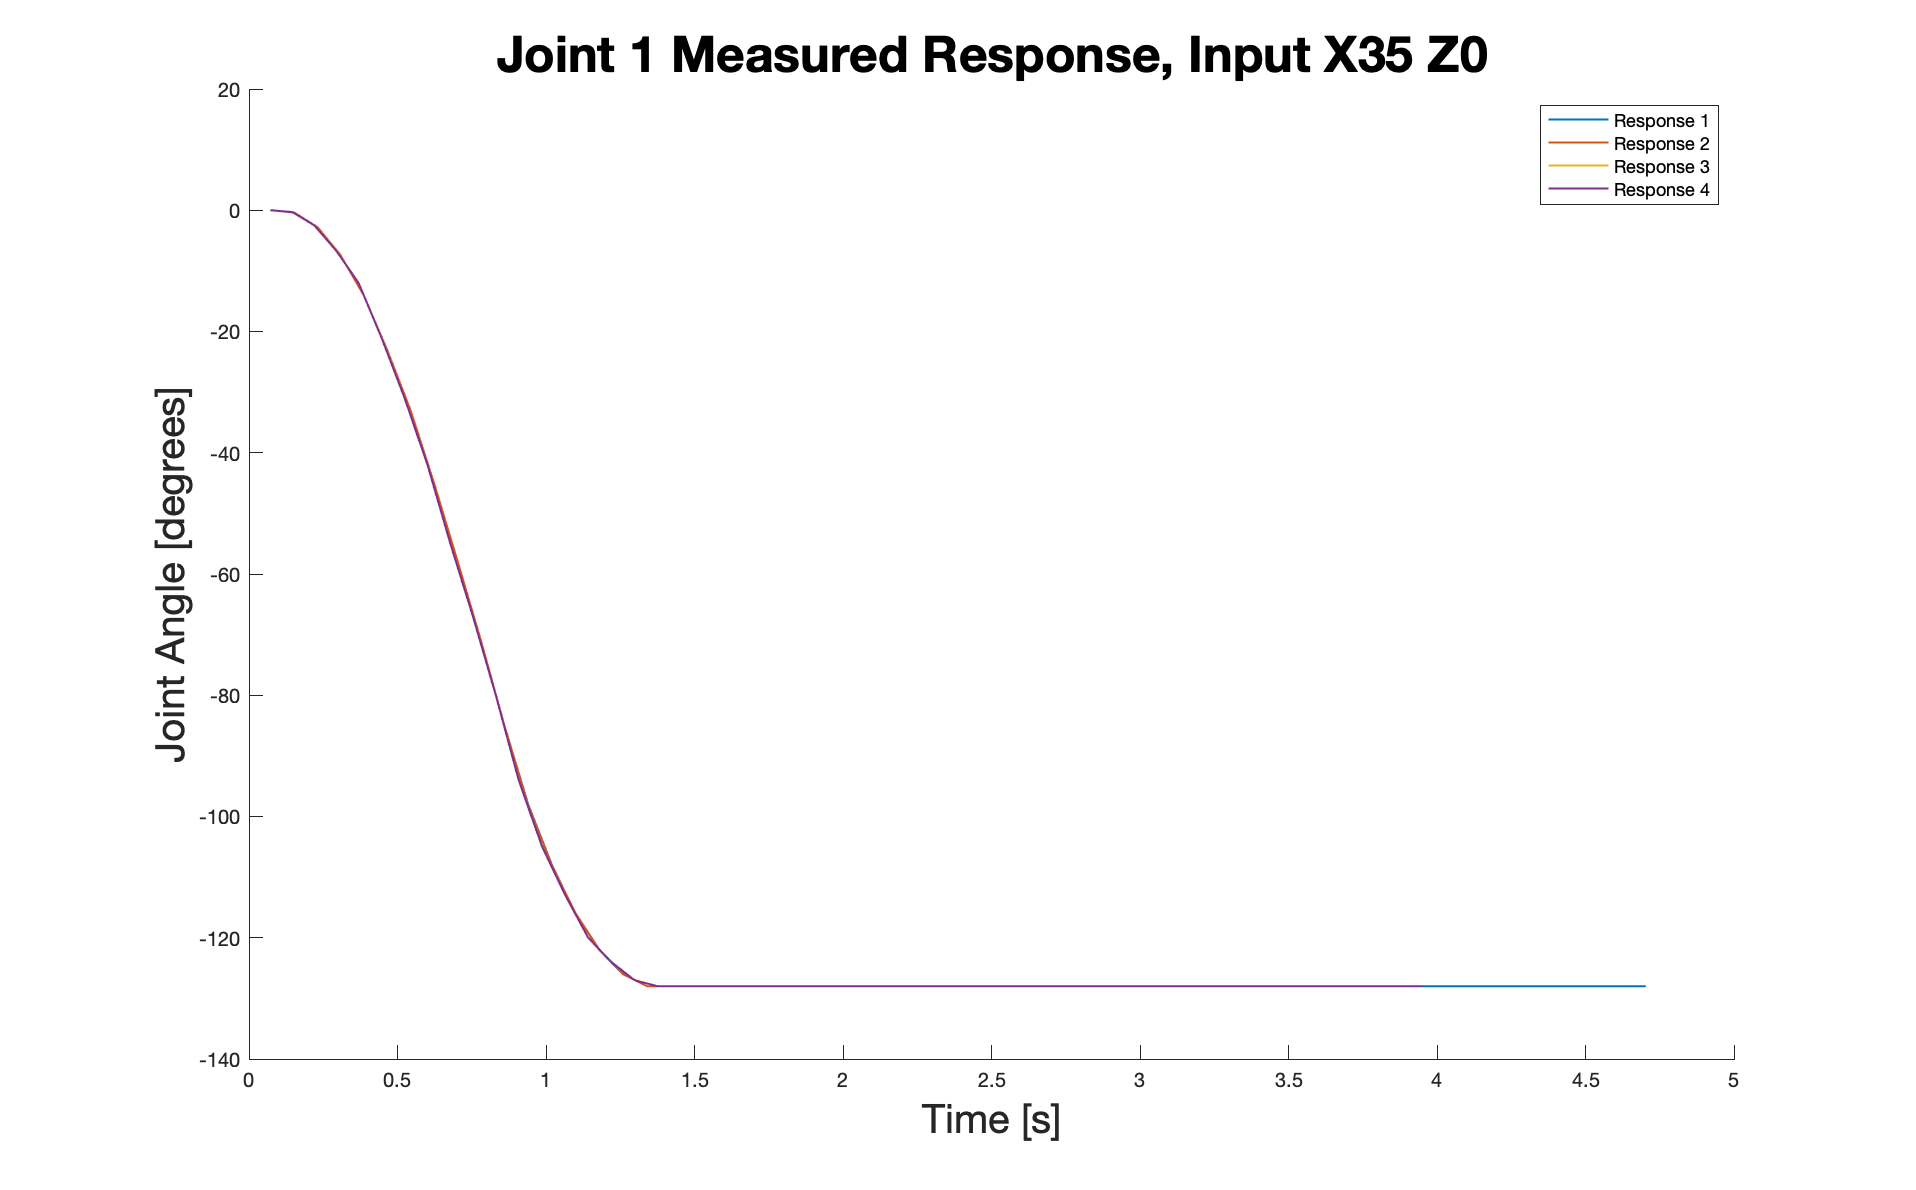 Joint 1 Measured Response, Input X35 Z0
Response 1
Response 2
Response 3
Response 4
20
0
-20
-40
-60
-80
-100
-120
-140
Joint Angle [degrees]
0 0.5 1 1.5 2 2.5 3 3.5 4 4.5 5
Time [s]